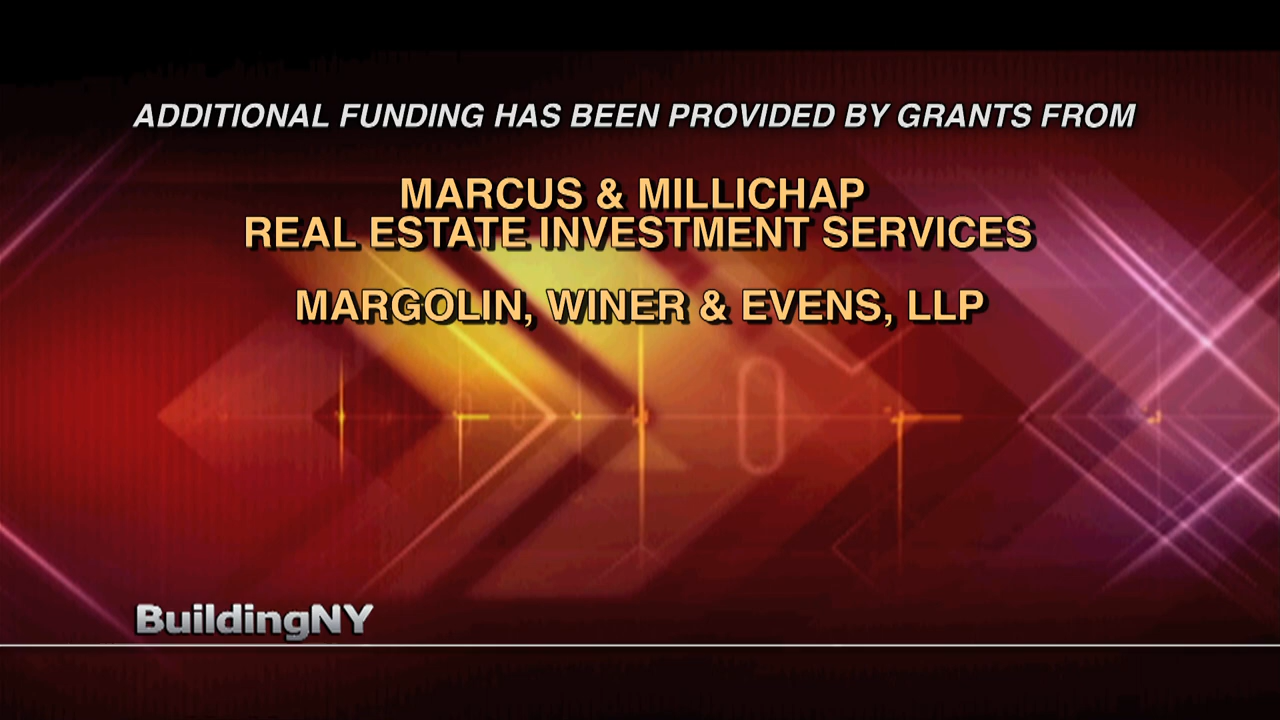 ADDITIONAL FUNDING HAS BEEN PROVIDED BY GRANTS FROM
MARCUS & MILLICHAP
REAL ESTATE INVESTMENT SERVICES
MARGOLIN, WINER & EVENS, LLP
BuildingNY